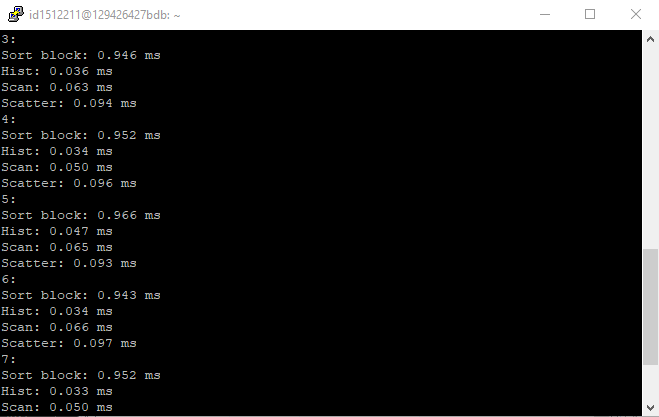 id1512211@129426427bdb: ~
3:
Sort block: 0.946 ms
Hist: 0.036 ms
Scan: 0.063 ms
Scatter: 0.094 ms
4:
Sort block: 0.952 ms
Hist: 0.034 ms
Scan: 0.050 ms
Scatter: 0.096 ms
5:
Sort block: 0.966 ms
Hist: 0.047 ms
Scan: 0.065 ms
Scatter: 0.093 ms
6:
Sort block: 0.943 ms
Hist: 0.034 ms
Scan: 0.066 ms
Scatter: 0.097 ms
7:
Sort block: 0.952 ms
Hist: 0.033 ms
Scan: 0.050 ms